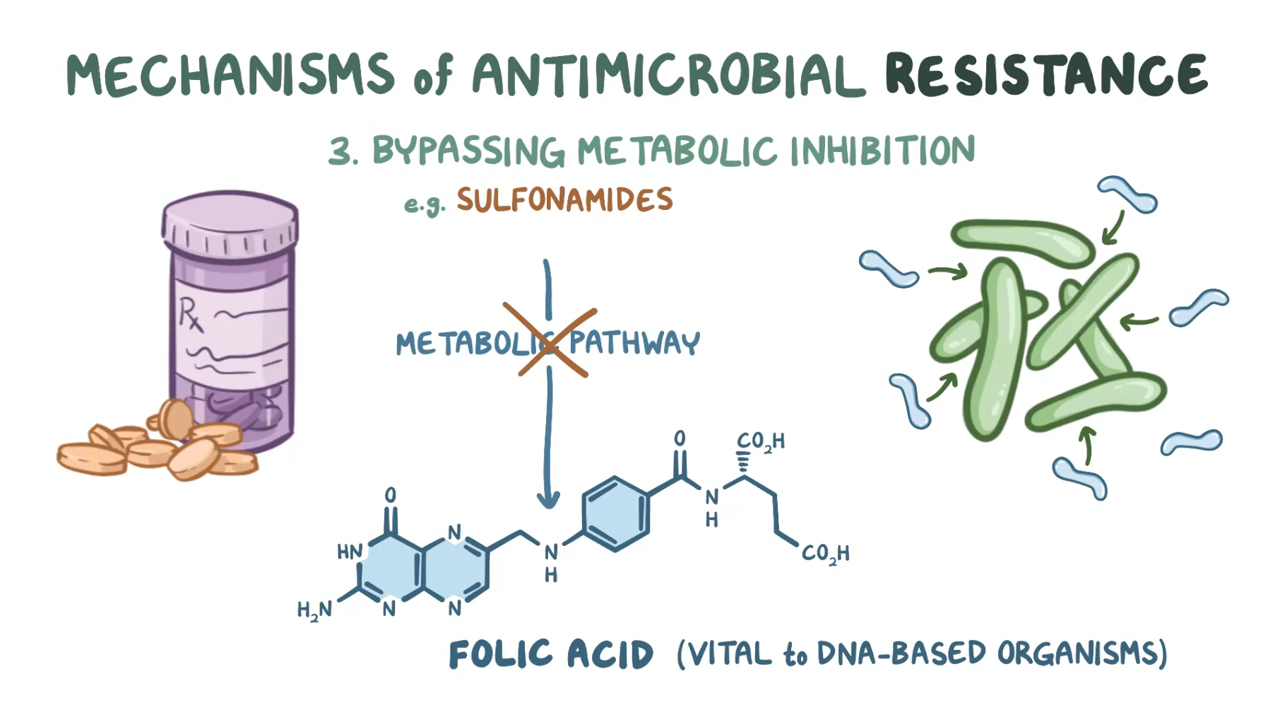 MECHANISMS of ANTIMICROBIAL RESISTANCE
3. BYPASSING METABOLIC INHIBITION
e.g. SULFONAMIDES
Rx
METABOLIC PATHWAY
O
CO₂H
N
H
O
HN
N
N
H
CO₂H
H₂N
N
N
FOLIC ACID (VITAL to DNA-BASED ORGANISMS)